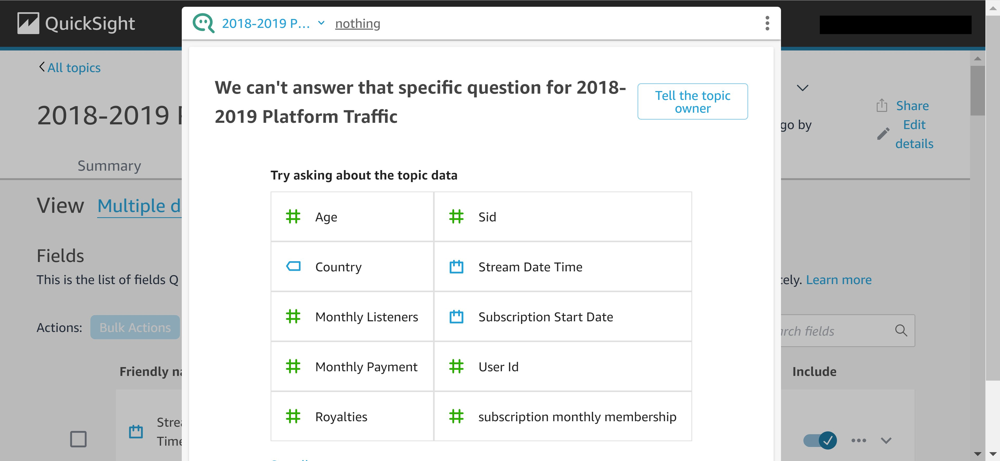 QuickSight
2018-2019 P... nothing
All topics
We can't answer that specific question for 2018-
2019 Platform Traffic
Tell the topic
owner
2018-2019
Share
go by
Edit
details
Summary
Try asking about the topic data
View Multiple d
Age Sid
Fields
Country Stream Date Time
This is the list of fields Q
tely. Learn more
Monthly Listeners Subscription Start Date
Actions: Bulk Actions
rch fields
Monthly Payment User Id
Friendly na
Include
Royalties subscription monthly membership
Strea
Time